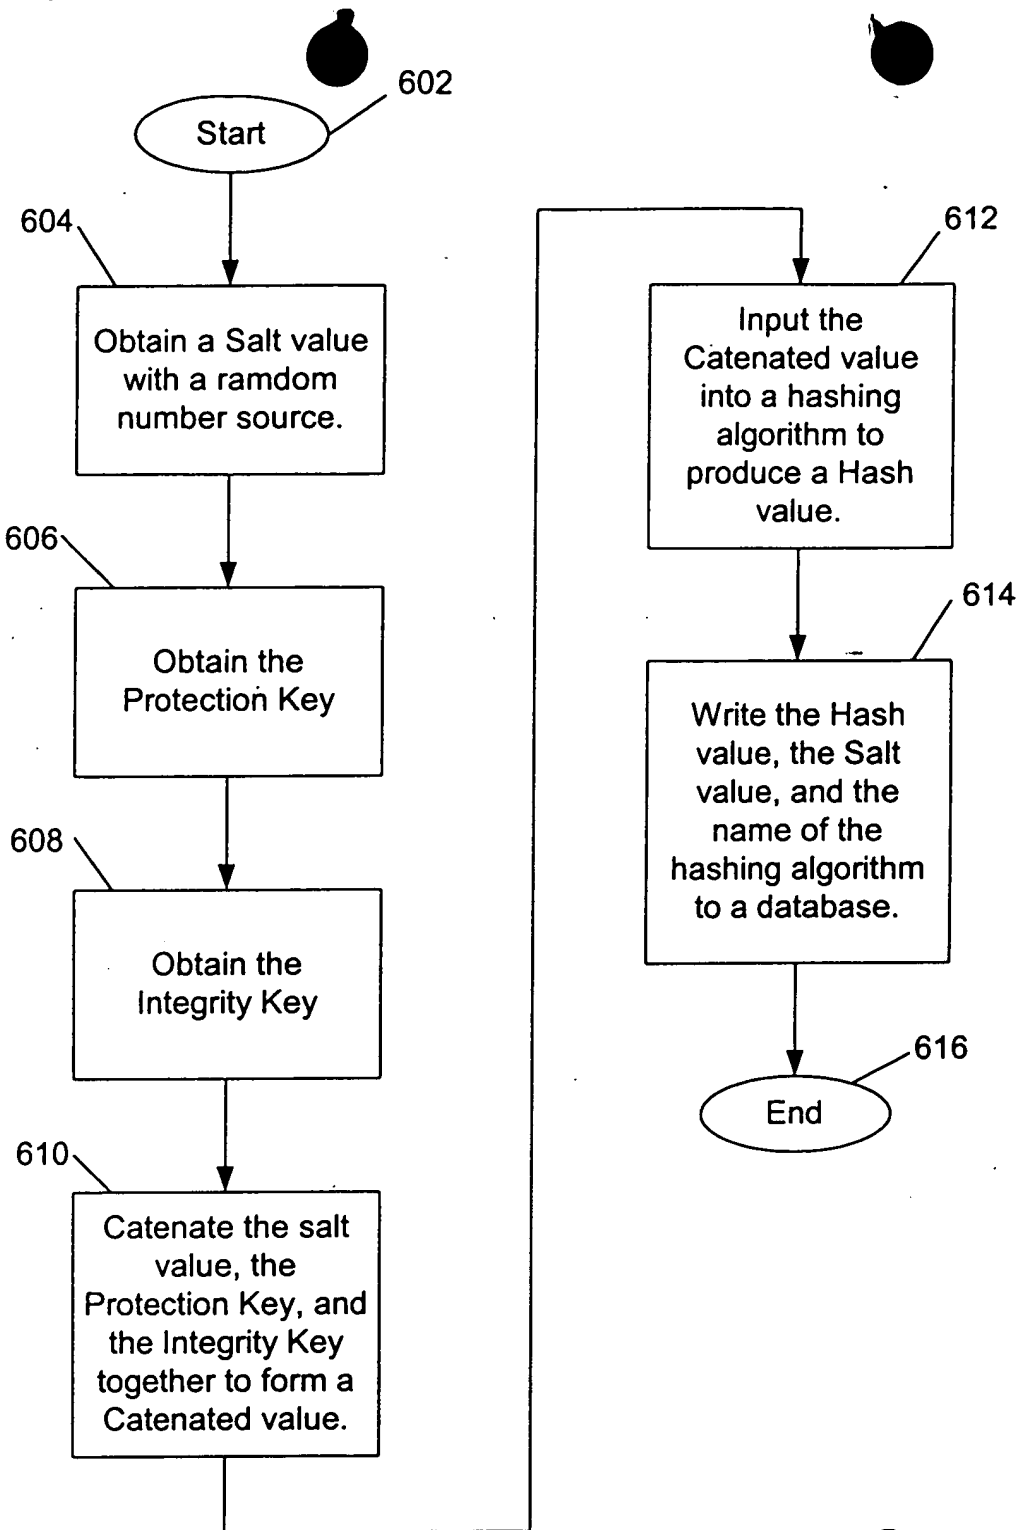 602
Start
604
Obtain a Salt value
with a ramdom
number source.
606
Obtain the
Protection Key
608
Obtain the
Integrity Key
610
Catenate the salt
value, the
Protection Key, and
the Integrity Key
together to form a
Catenated value.
612
Input the
Catenated value
into a hashing
algorithm to
produce a Hash
value.
614
Write the Hash
value, the Salt
value, and the
name of the
hashing algorithm
to a database.
616
End